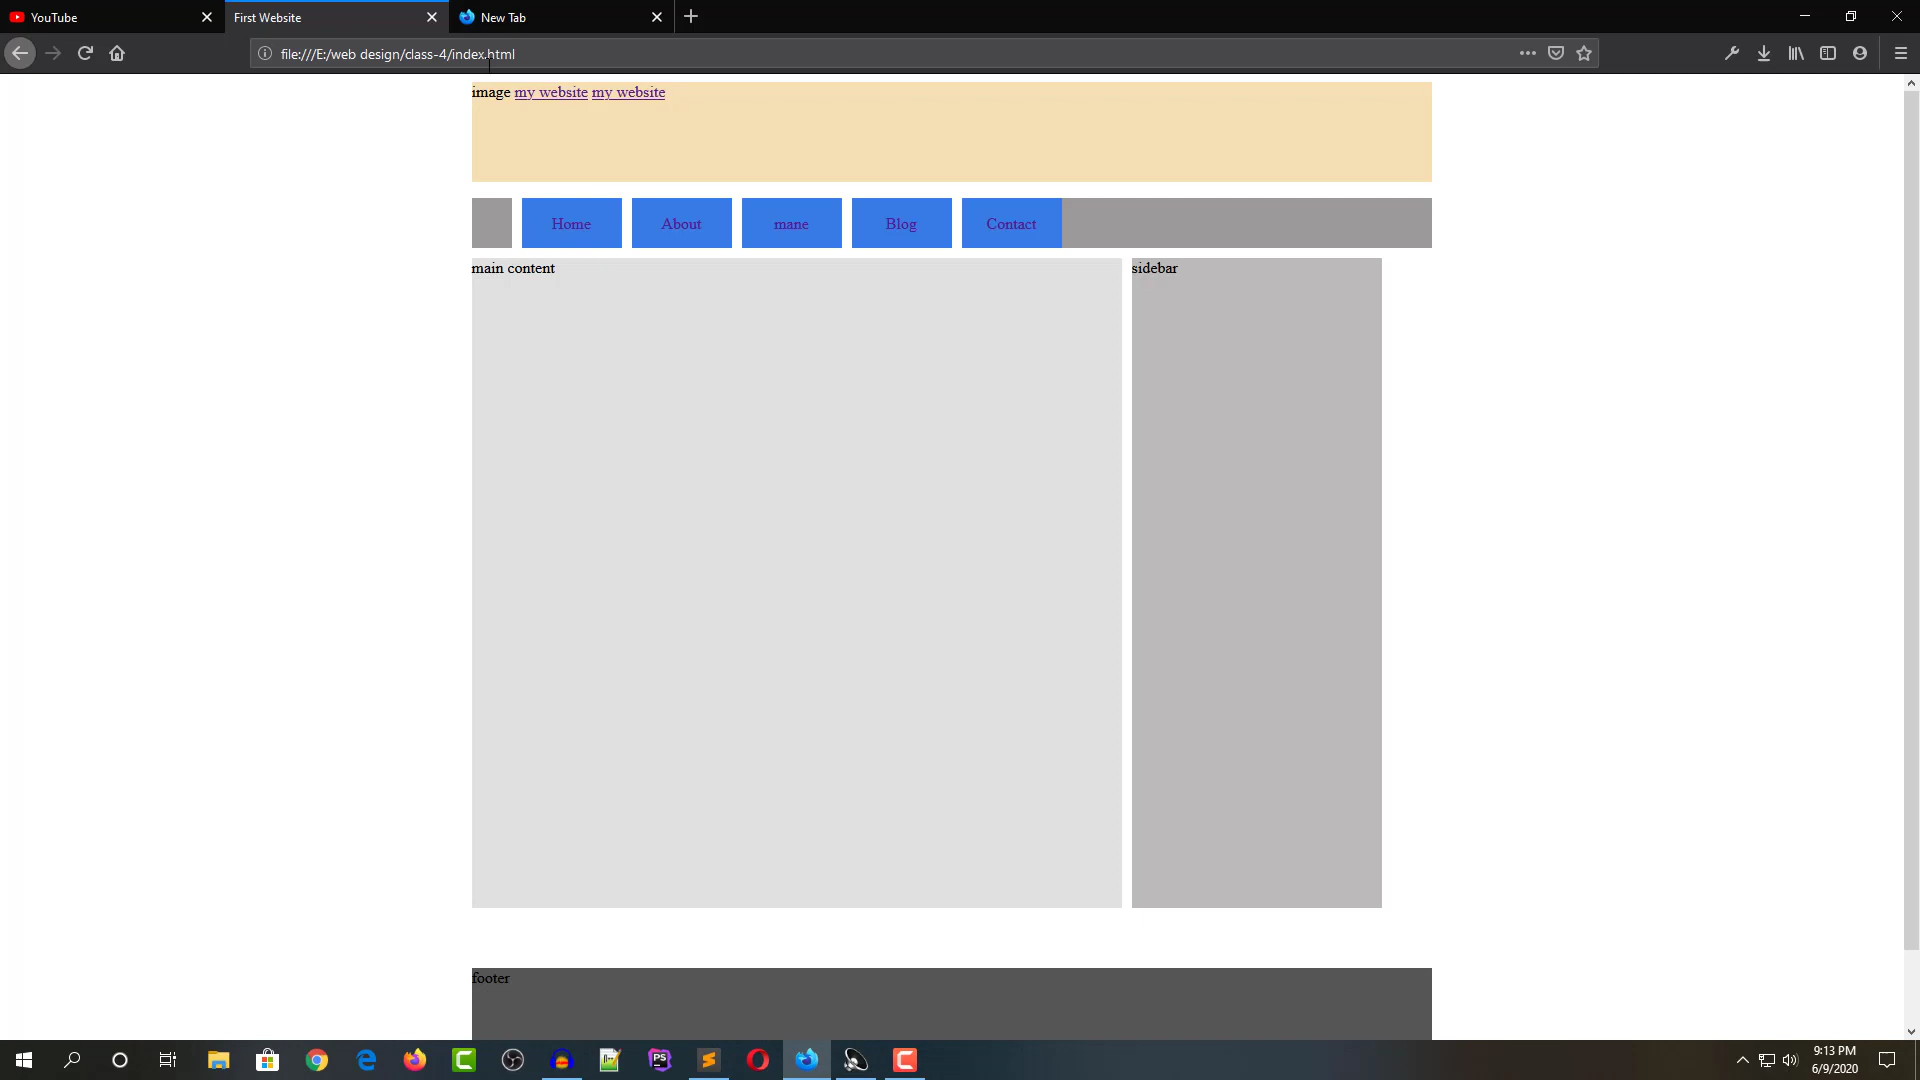 YouTube
First Website
New Tab
file:///E:/web design/class-4/index.html
image my website my website
Home
About
mane
Blog
Contact
main content
sidebar
footer
PS
9:13 PM
6/9/2020